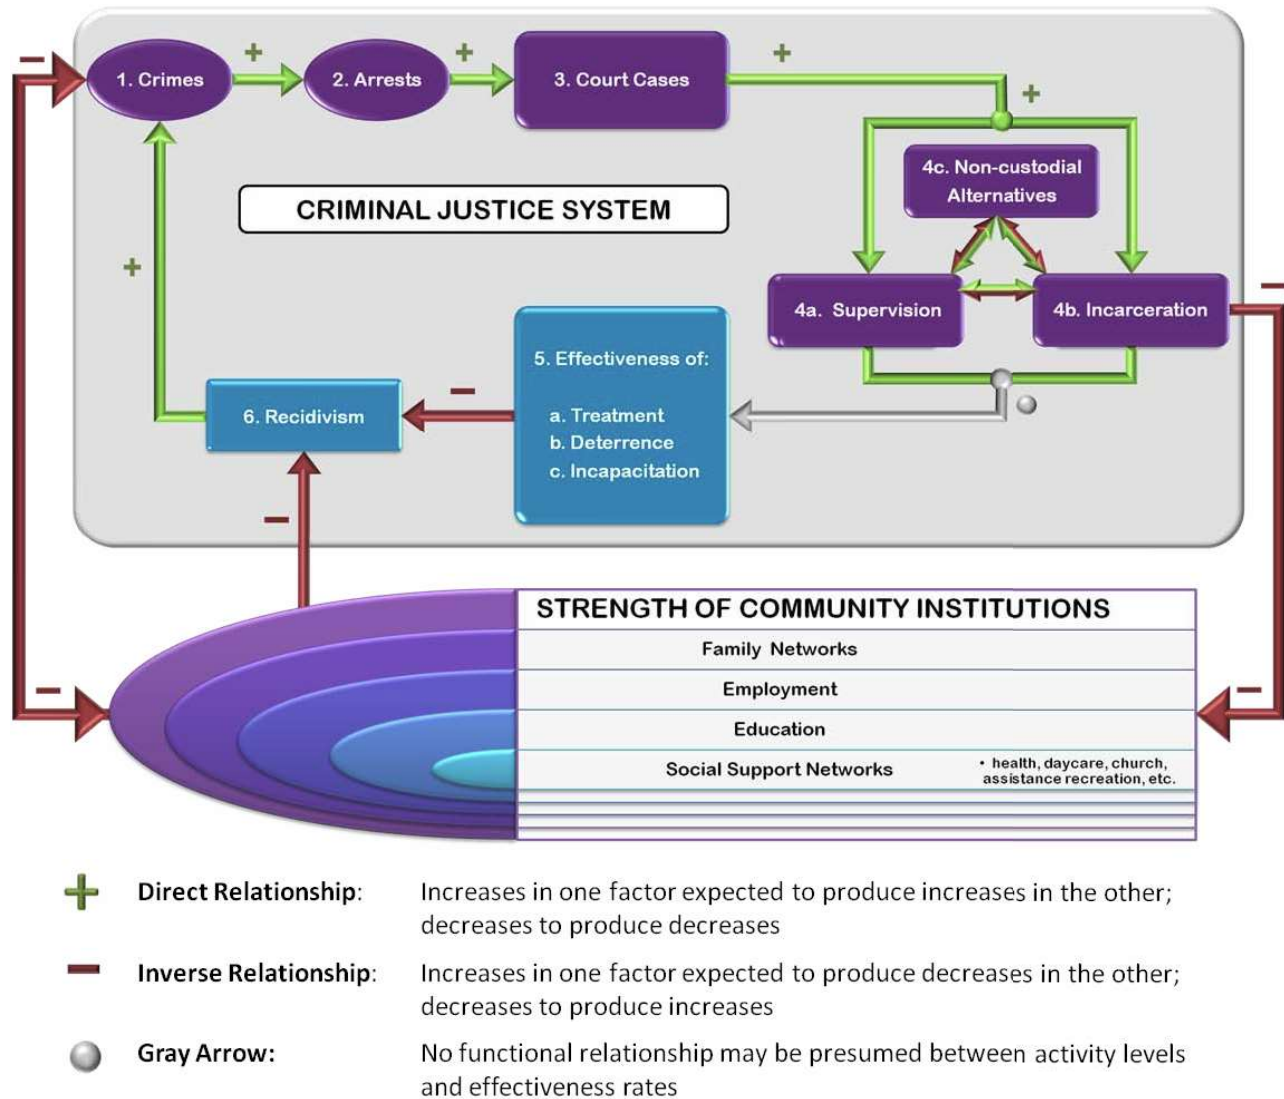 1. Crimes
2. Arrests
3. Court Cases
4c. Non-custodial
Alternatives
CRIMINAL JUSTICE SYSTEM
4a. Supervision
4b. Incarceration
5. Effectiveness of:
a. Treatment
b. Deterrence
c. Incapacitation
6. Recidivism
STRENGTH OF COMMUNITY INSTITUTIONS
Family Networks
Employment
Education
Social Support Networks
• health, daycare, church,
assistance recreation, etc.
+ Direct Relationship: Increases in one factor expected to produce increases in the other;
decreases to produce decreases
− Inverse Relationship: Increases in one factor expected to produce decreases in the other;
decreases to produce increases
Gray Arrow: No functional relationship may be presumed between activity levels
and effectiveness rates